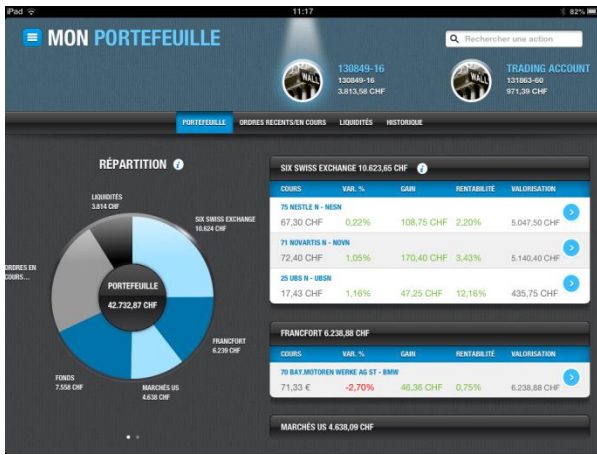 iPad 11:17 82%
MON PORTEFEUILLE
Rechercher une action
130849-16
130849-16
3.813,58 CHF
TRADING ACCOUNT
131863-60
971,39 CHF
WALL
WALL
PORTEFEUILLE ORDRES RECENTS/EN COURS LIQUIDITÉS HISTORIQUE
RÉPARTITION i
LIQUIDITÉS
3.814 CHF
SIX SWISS EXCHANGE
10.624 CHF
ORDRES EN
COURS...
PORTEFEUILLE
42.732,87 CHF
FRANCFORT
6.239 CHF
FONDS
7.558 CHF
MARCHÉS US
4.638 CHF
SIX SWISS EXCHANGE 10.623,65 CHF i
COURS VAR. % GAIN RENTABILITÉ VALORISATION
75 NESTLE N - NESN
67,30 CHF 0,22% 108,75 CHF 2,20% 5.047,50 CHF
71 NOVARTIS N - NOVN
72,40 CHF 1,05% 170,40 CHF 3,43% 5.140,40 CHF
25 UBS N - UBSN
17,43 CHF 1,16% 47,25 CHF 12,16% 435,75 CHF
FRANCFORT 6.238,88 CHF
COURS VAR. % GAIN RENTABILITÉ VALORISATION
70 BAY.MOTOREN WERKE AG ST - BMW
71,33 € -2,70% 46,36 CHF 0,75% 6.238,88 CHF
MARCHÉS US 4.638,09 CHF